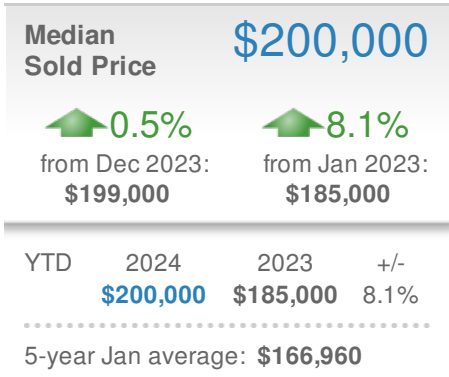 Median
Sold Price
$200,000
0.5%
8.1%
from Dec 2023:
from Jan 2023:
$199,000
$185,000
YTD 2024 2023 +/-
$200,000 $185,000 8.1%
5-year Jan average: $166,960